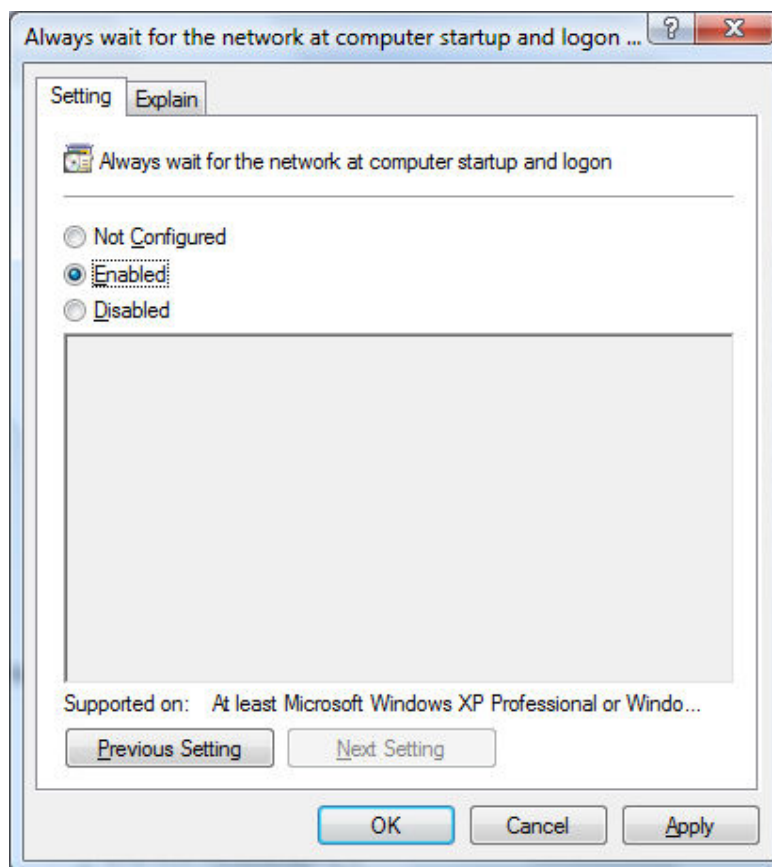 Always wait for the network at computer startup and logon ...
Setting Explain
Always wait for the network at computer startup and logon
Not Configured
Enabled
Disabled
Supported on: At least Microsoft Windows XP Professional or Windo...
Previous Setting Next Setting
OK Cancel Apply